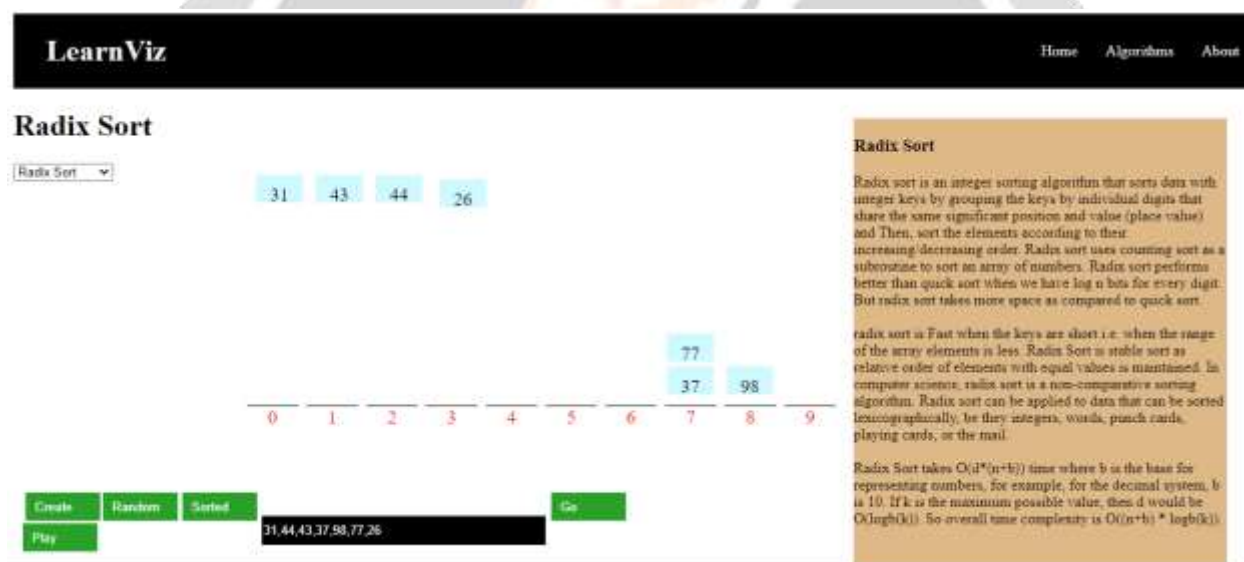 LearnViz
Home Algorithms About
Radix Sort
Radix Sort
31 43 44 26
77
37 98
0 1 2 3 4 5 6 7 8 9
Create Random Sorted Go
Play
31,44,43,37,98,77,26
Radix Sort
Radix sort is an integer sorting algorithm that sorts data with
integer keys by grouping the keys by individual digits that
share the same significant position and value (place value)
and Then, sort the elements according to their
increasing/decreasing order. Radix sort uses counting sort as a
subroutine to sort an array of numbers. Radix sort performs
better than quick sort when we have log n bits for every digit.
But radix sort takes more space as compared to quick sort.
radix sort is Fast when the keys are short i.e. when the range
of the array elements is less. Radix Sort is stable sort as
relative order of elements with equal values is maintained. In
computer science, radix sort is a non-comparative sorting
algorithm. Radix sort can be applied to data that can be sorted
lexicographically, be they integers, words, punch cards,
playing cards, or the mail.
Radix Sort takes O(d*(n+b)) time where b is the base for
representing numbers, for example, for the decimal system, b
is 10. If k is the maximum possible value, then d would be
O(logb(k)). So overall time complexity is O((n+b) * logb(k)).